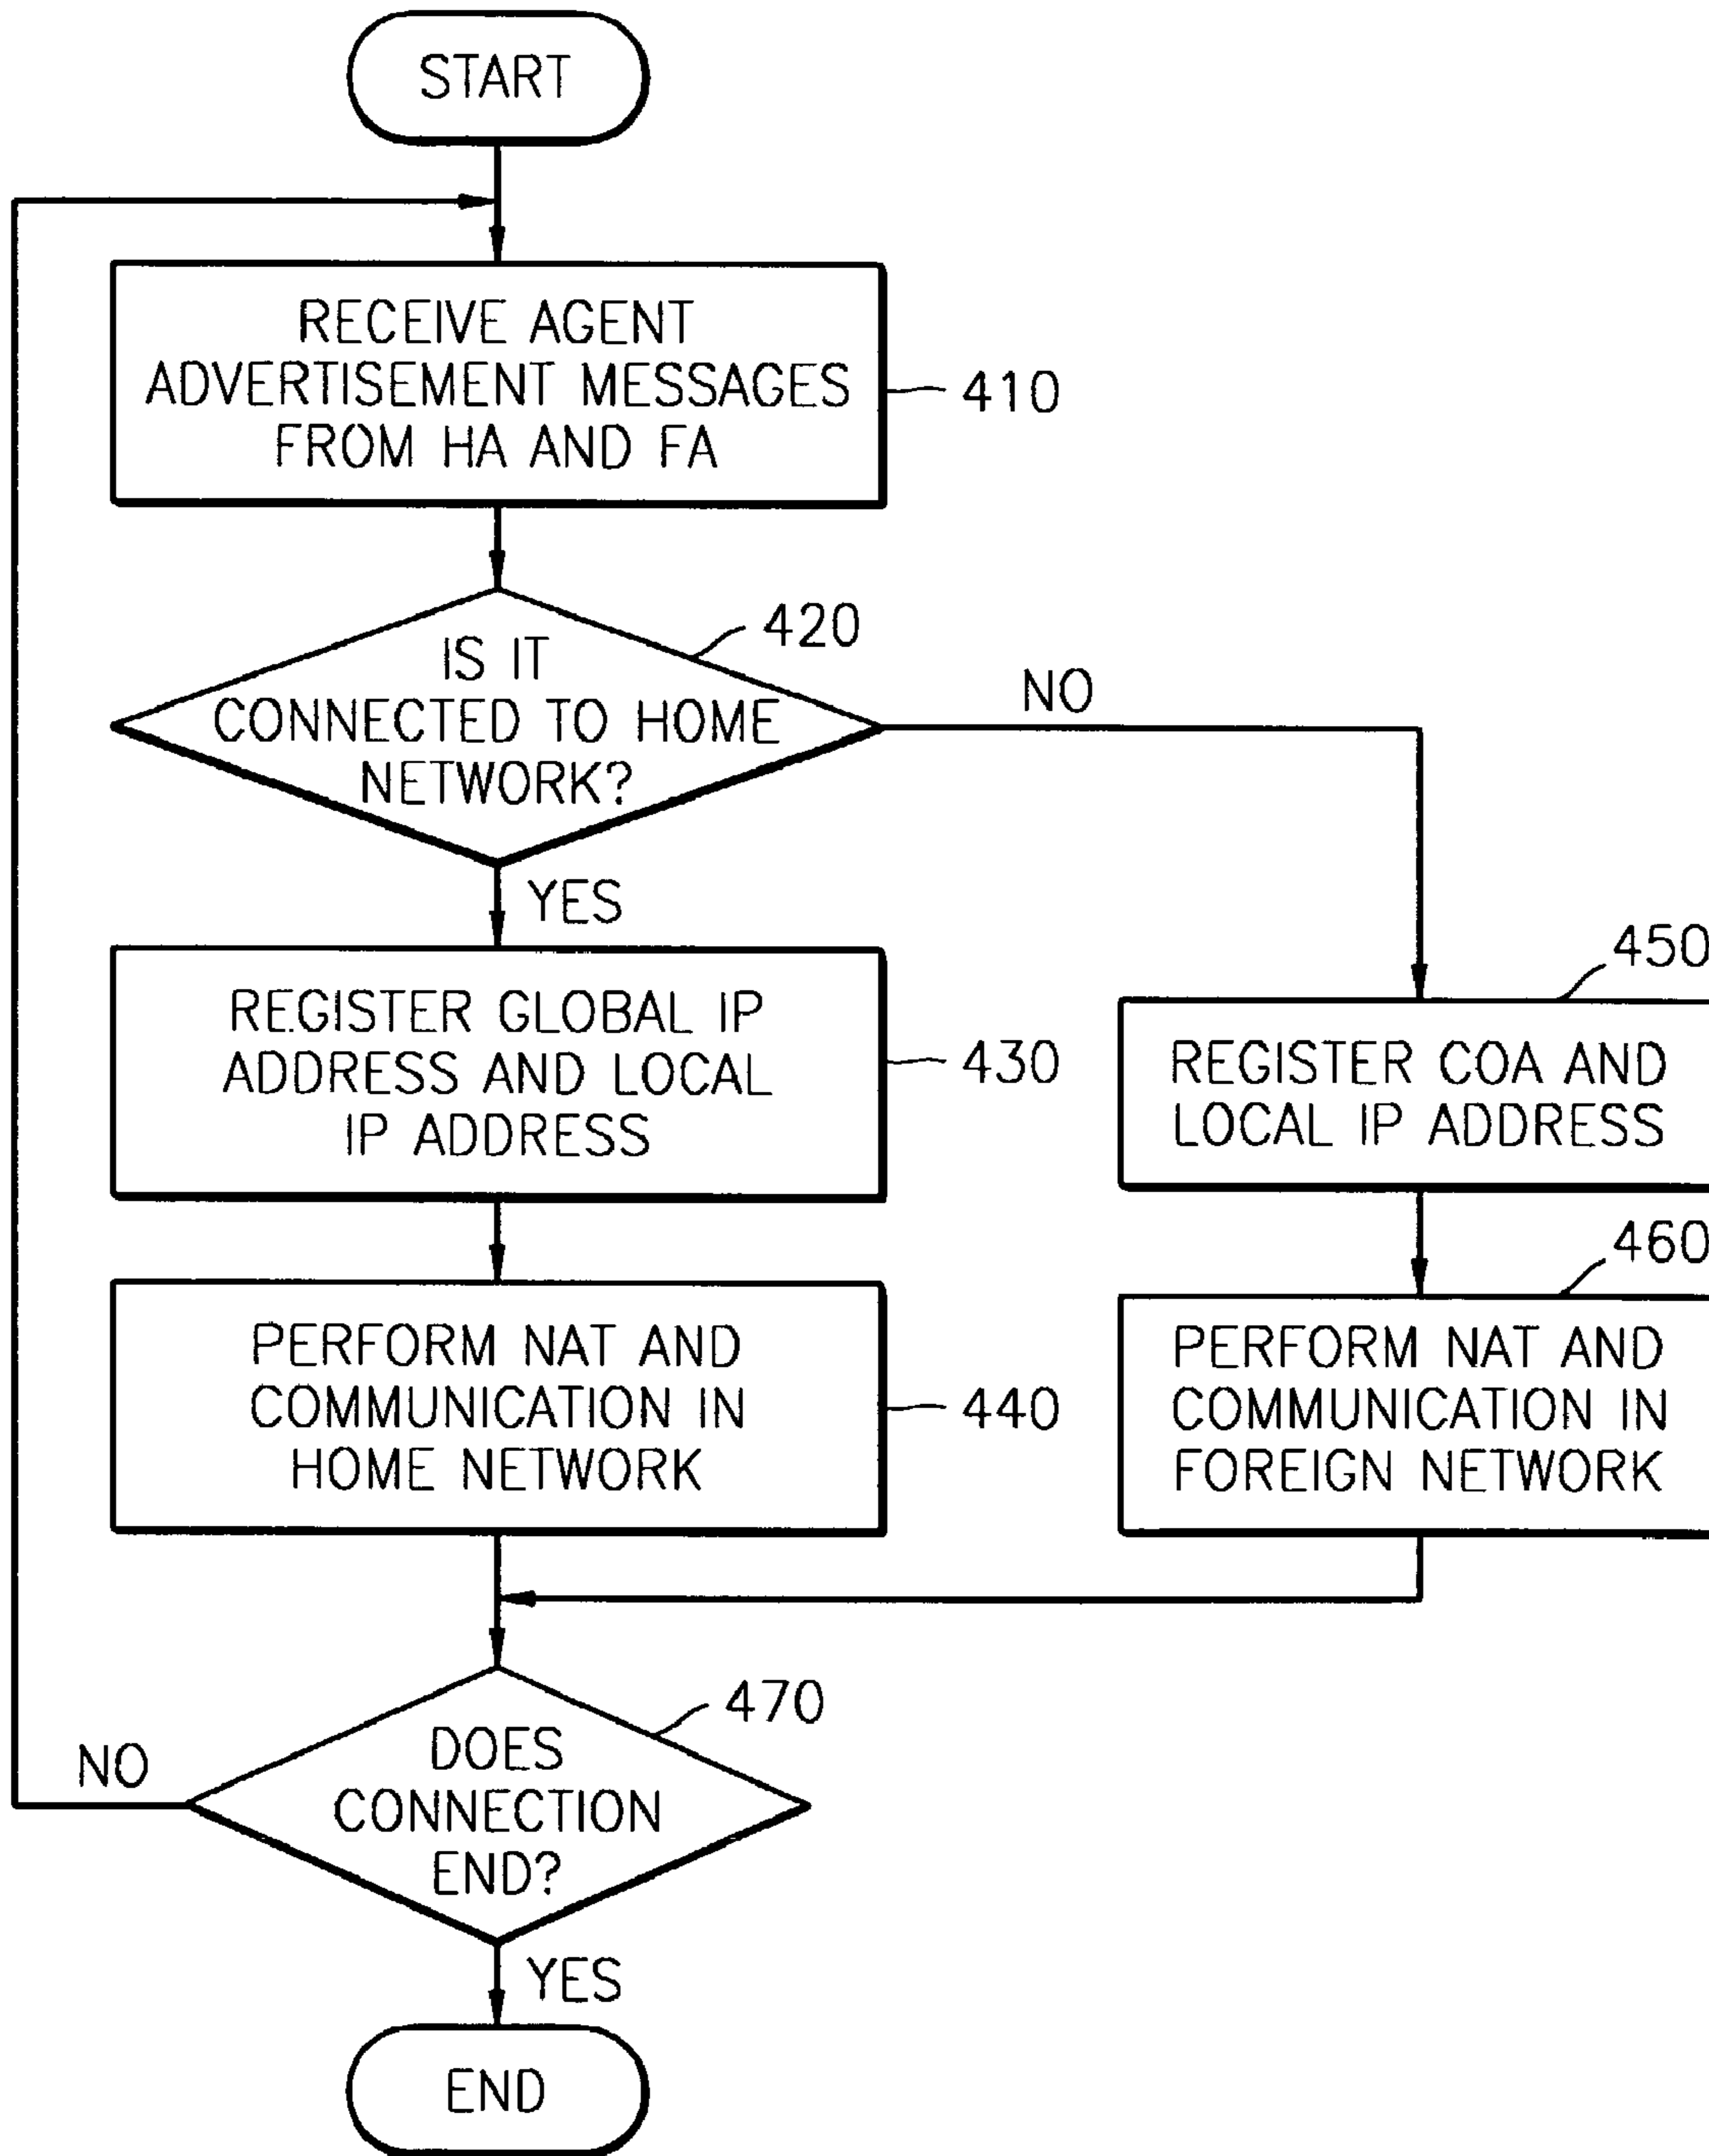 START
RECEIVE AGENT
ADVERTISEMENT MESSAGES
FROM HA AND FA
410
IS IT
CONNECTED TO HOME
NETWORK?
420
NO
YES
REGISTER GLOBAL IP
ADDRESS AND LOCAL
IP ADDRESS
430
450
REGISTER COA AND
LOCAL IP ADDRESS
PERFORM NAT AND
COMMUNICATION IN
HOME NETWORK
440
460
PERFORM NAT AND
COMMUNICATION IN
FOREIGN NETWORK
470
DOES
CONNECTION
END?
NO
YES
END